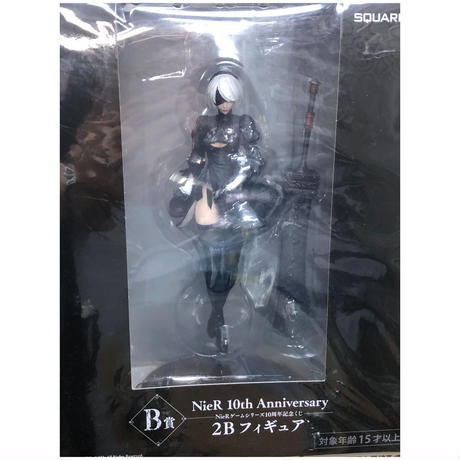 SQUARE
B賞
NieR 10th Anniversary
NieRゲームシリーズ×10周年記念くじ
2B フィギュア
対象年齢15才以上